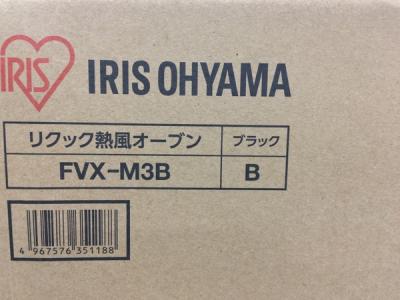 IRIS IRIS OHYAMA
リクック熱風オーブン ブラック
FVX-M3B B
4 967576 351188